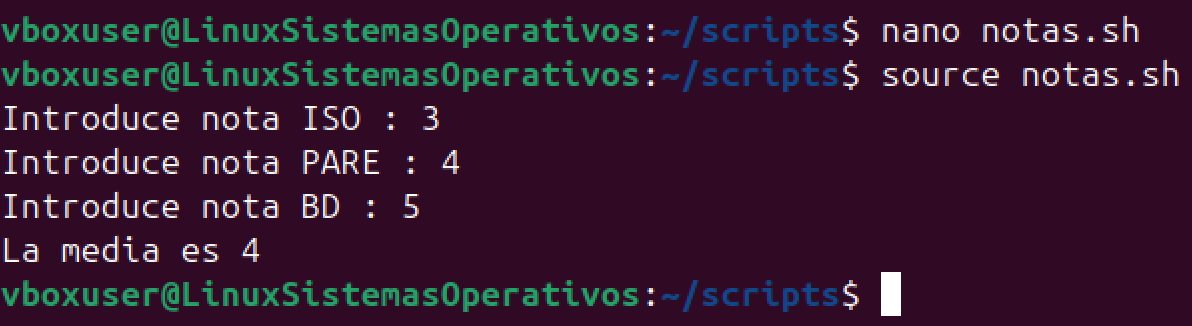 vboxuser@LinuxSistemasOperativos:~/scripts$ nano notas.sh
vboxuser@LinuxSistemasOperativos:~/scripts$ source notas.sh
Introduce nota ISO : 3
Introduce nota PARE : 4
Introduce nota BD : 5
La media es 4
vboxuser@LinuxSistemasOperativos:~/scripts$